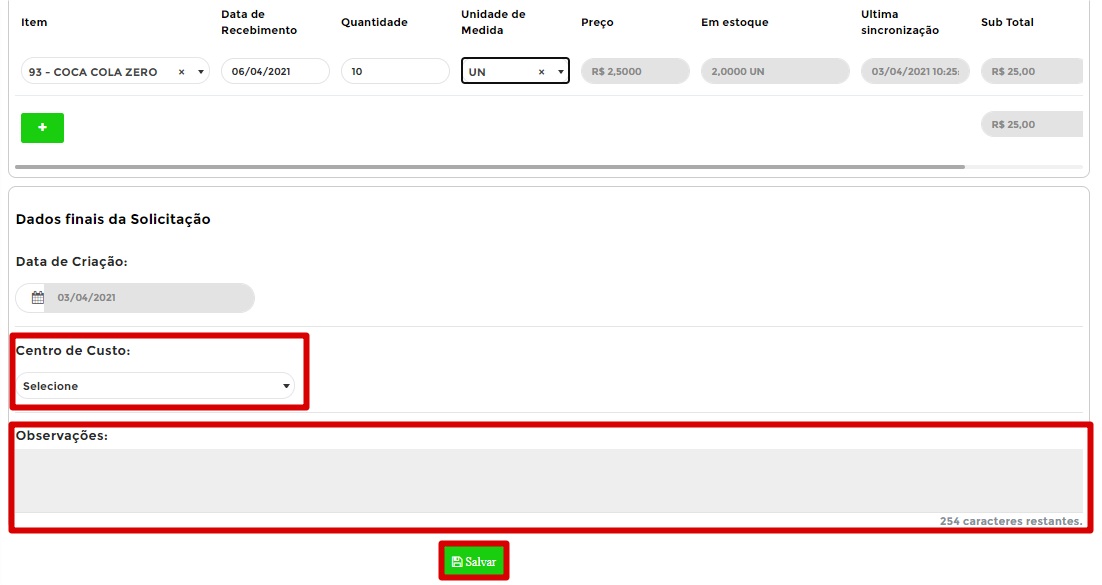 Item Data de Recebimento Quantidade Unidade de Medida Preço Em estoque Ultima sincronização Sub Total
93 - COCA COLA ZERO × 06/04/2021 10 UN × R$ 2,5000 2,0000 UN 03/04/2021 10:25: R$ 25,00
+ R$ 25,00
Dados finais da Solicitação
Data de Criação:
03/04/2021
Centro de Custo:
Selecione
Observações:
254 caracteres restantes.
Salvar